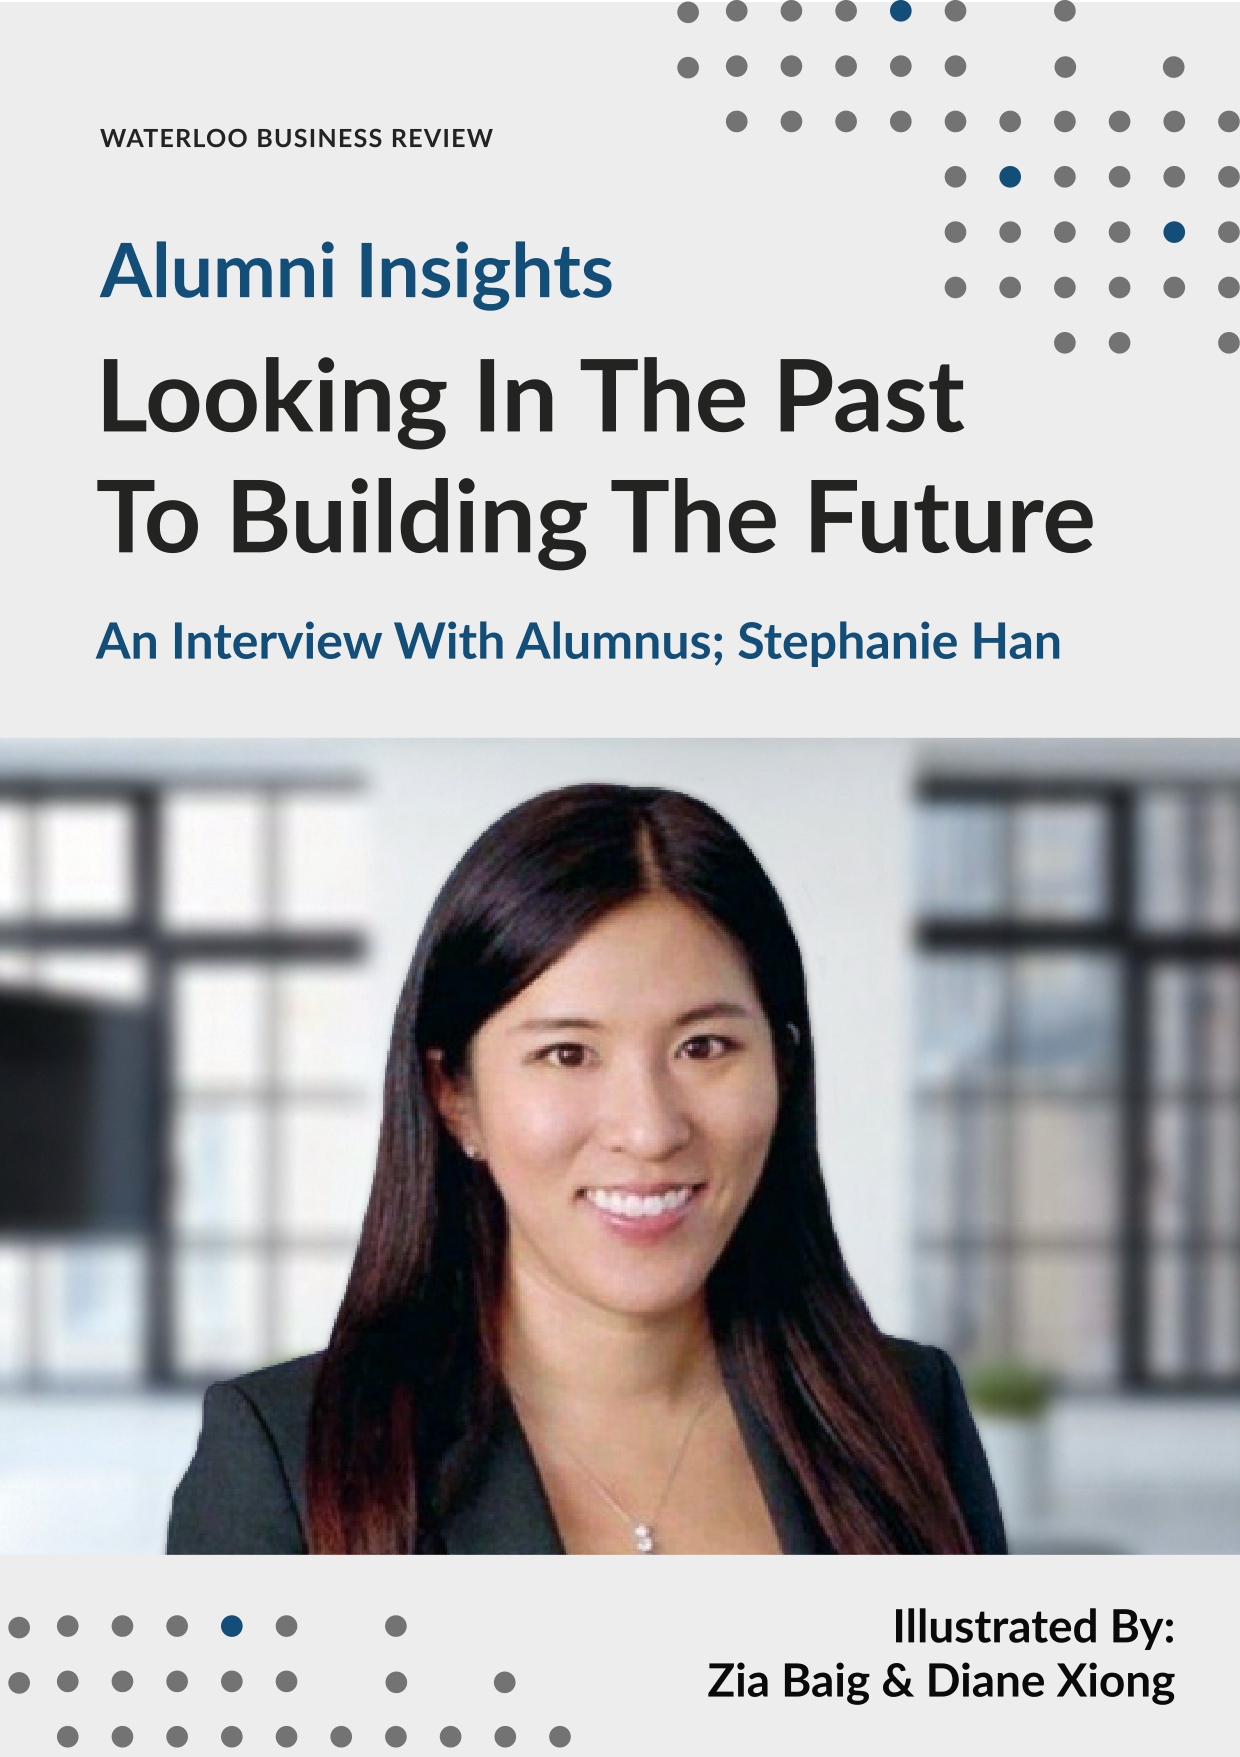 WATERLOO BUSINESS REVIEW
Alumni Insights
Looking In The Past
To Building The Future
An Interview With Alumnus; Stephanie Han
Illustrated By:
Zia Baig & Diane Xiong